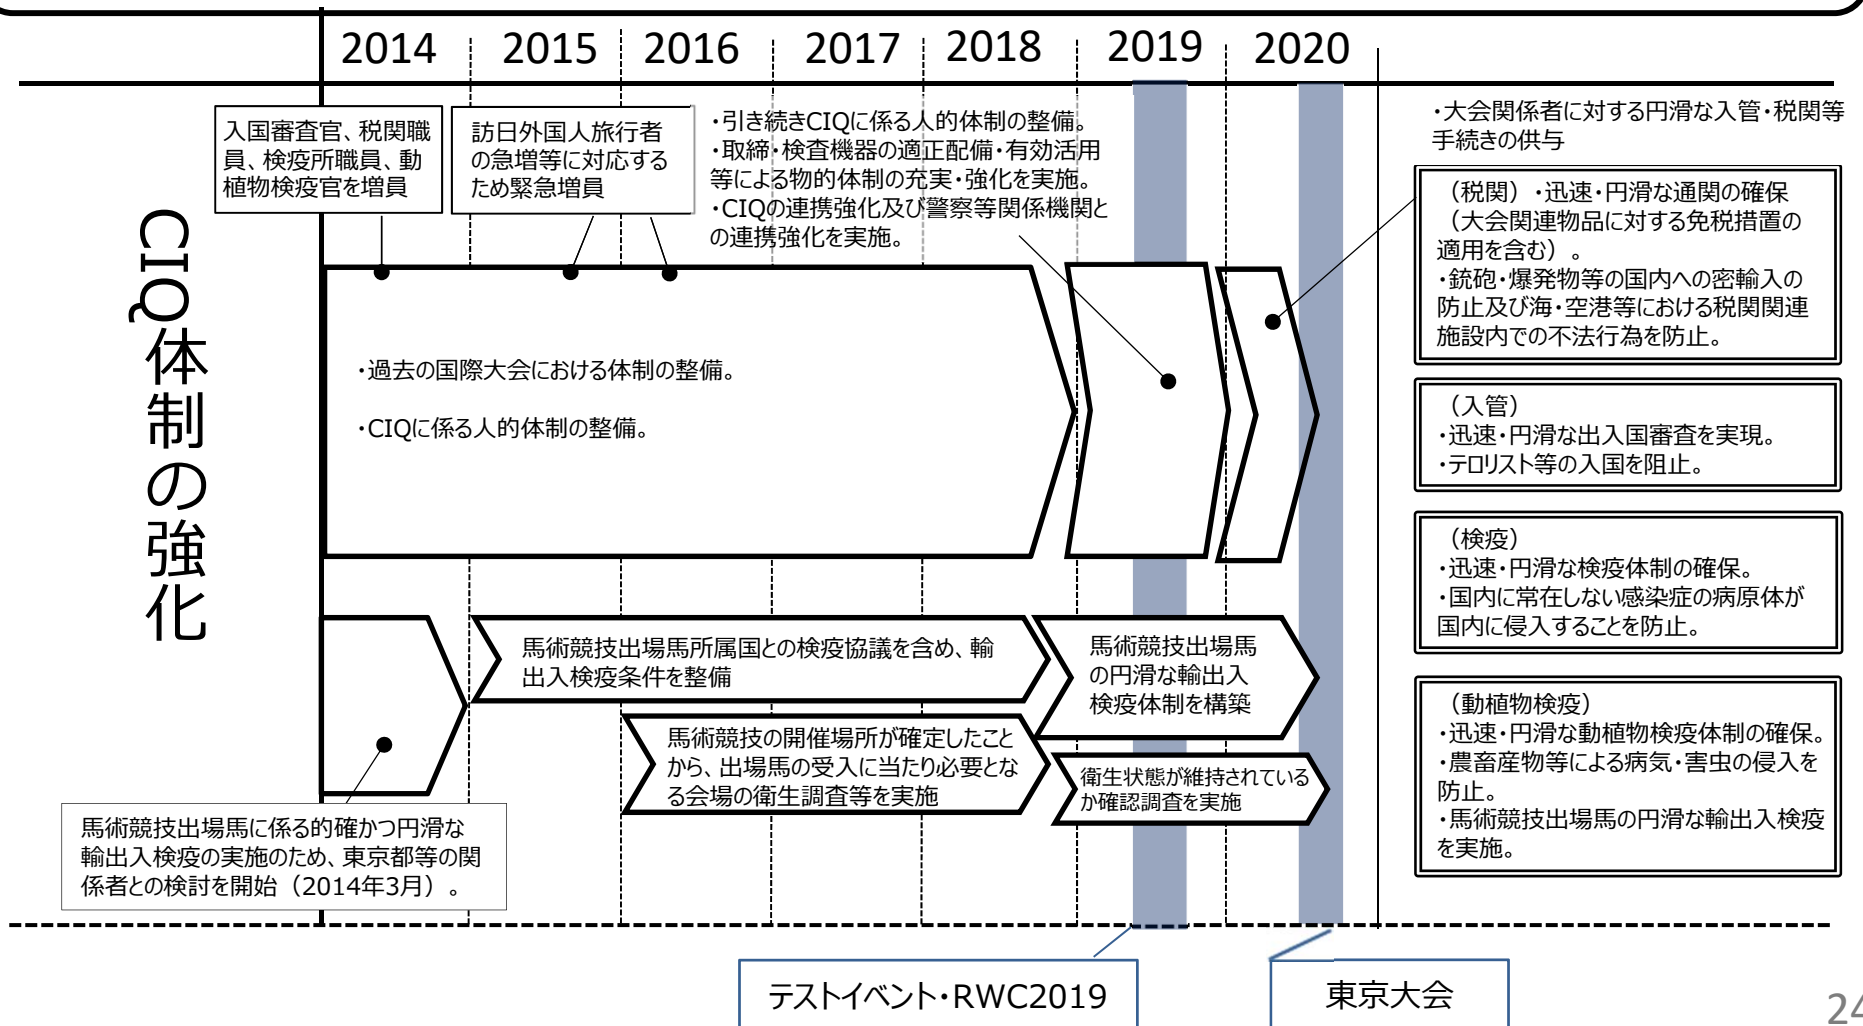 2014
2015
2016
2017
2018
2019
2020
CIQ体制の強化
入国審査官、税関職
員、検疫所職員、動
植物検疫官を増員
訪日外国人旅行者
の急増等に対応する
ため緊急増員
・引き続きCIQに係る人的体制の整備。
・取締・検査機器の適正配備・有効活用
等による物的体制の充実・強化を実施。
・CIQの連携強化及び警察等関係機関と
の連携強化を実施。
・大会関係者に対する円滑な入管・税関等
手続きの供与
・過去の国際大会における体制の整備。
・CIQに係る人的体制の整備。
（税関）・迅速・円滑な通関の確保
（大会関連物品に対する免税措置の
適用を含む）。
・銃砲・爆発物等の国内への密輸入の
防止及び海・空港等における税関関連
施設内での不法行為を防止。
（入管）
・迅速・円滑な出入国審査を実現。
・テロリスト等の入国を阻止。
（検疫）
・迅速・円滑な検疫体制の確保。
・国内に常在しない感染症の病原体が
国内に侵入することを防止。
（動植物検疫）
・迅速・円滑な動植物検疫体制の確保。
・農畜産物等による病気・害虫の侵入を
防止。
・馬術競技出場馬の円滑な輸出入検疫
を実施。
馬術競技出場馬所属国との検疫協議を含め、輸
出入検疫条件を整備
馬術競技出場馬
の円滑な輸出入
検疫体制を構築
馬術競技の開催場所が確定したこと
から、出場馬の受入に当たり必要とな
る会場の衛生調査等を実施
衛生状態が維持されている
か確認調査を実施
馬術競技出場馬に係る的確かつ円滑な
輸出入検疫の実施のため、東京都等の関
係者との検討を開始（2014年3月）。
テストイベント・RWC2019
東京大会
24